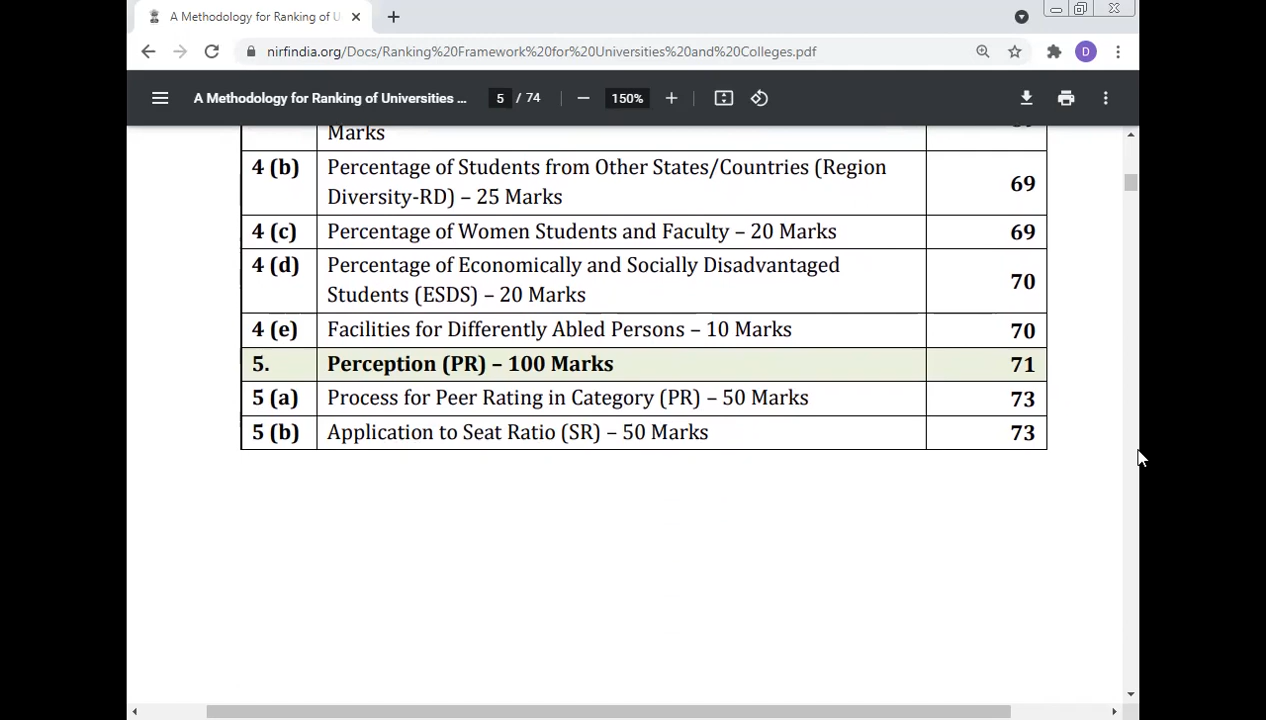 A Methodology for Ranking of U
nirfindia.org/Docs/Ranking%20Framework%20for%20Universities%20and%20Colleges.pdf
D
A Methodology for Ranking of Universities ...
5 / 74
150%
Marks
4 (b) Percentage of Students from Other States/Countries (Region
Diversity-RD) – 25 Marks 69
4 (c) Percentage of Women Students and Faculty – 20 Marks 69
4 (d) Percentage of Economically and Socially Disadvantaged
Students (ESDS) – 20 Marks 70
4 (e) Facilities for Differently Abled Persons – 10 Marks 70
5. Perception (PR) – 100 Marks 71
5 (a) Process for Peer Rating in Category (PR) – 50 Marks 73
5 (b) Application to Seat Ratio (SR) – 50 Marks 73